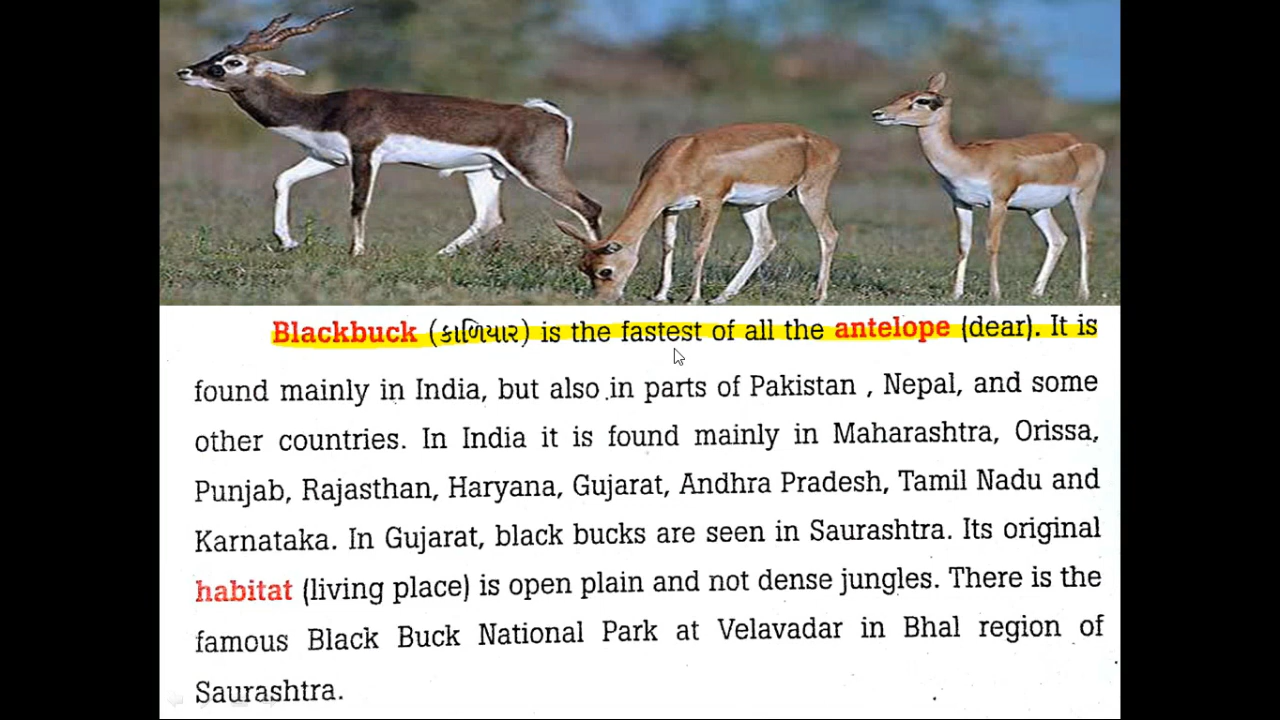 Blackbuck (કાળિયાર) is the fastest of all the antelope (dear). It is
found mainly in India, but also in parts of Pakistan , Nepal, and some
other countries. In India it is found mainly in Maharashtra, Orissa,
Punjab, Rajasthan, Haryana, Gujarat, Andhra Pradesh, Tamil Nadu and
Karnataka. In Gujarat, black bucks are seen in Saurashtra. Its original
habitat (living place) is open plain and not dense jungles. There is the
famous Black Buck National Park at Velavadar in Bhal region of
Saurashtra.